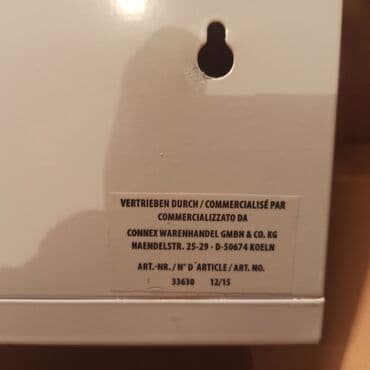 VERTRIEBEN DURCH / COMMERCIALISÉ PAR
COMMERCIALIZZATO DA
CONNEX WARENHANDEL GMBH & CO. KG
HAENDELSTR. 25-29 - D-50674 KOELN
ART.-NR. / N° D´ARTICLE / ART. NO.
33630 12/15